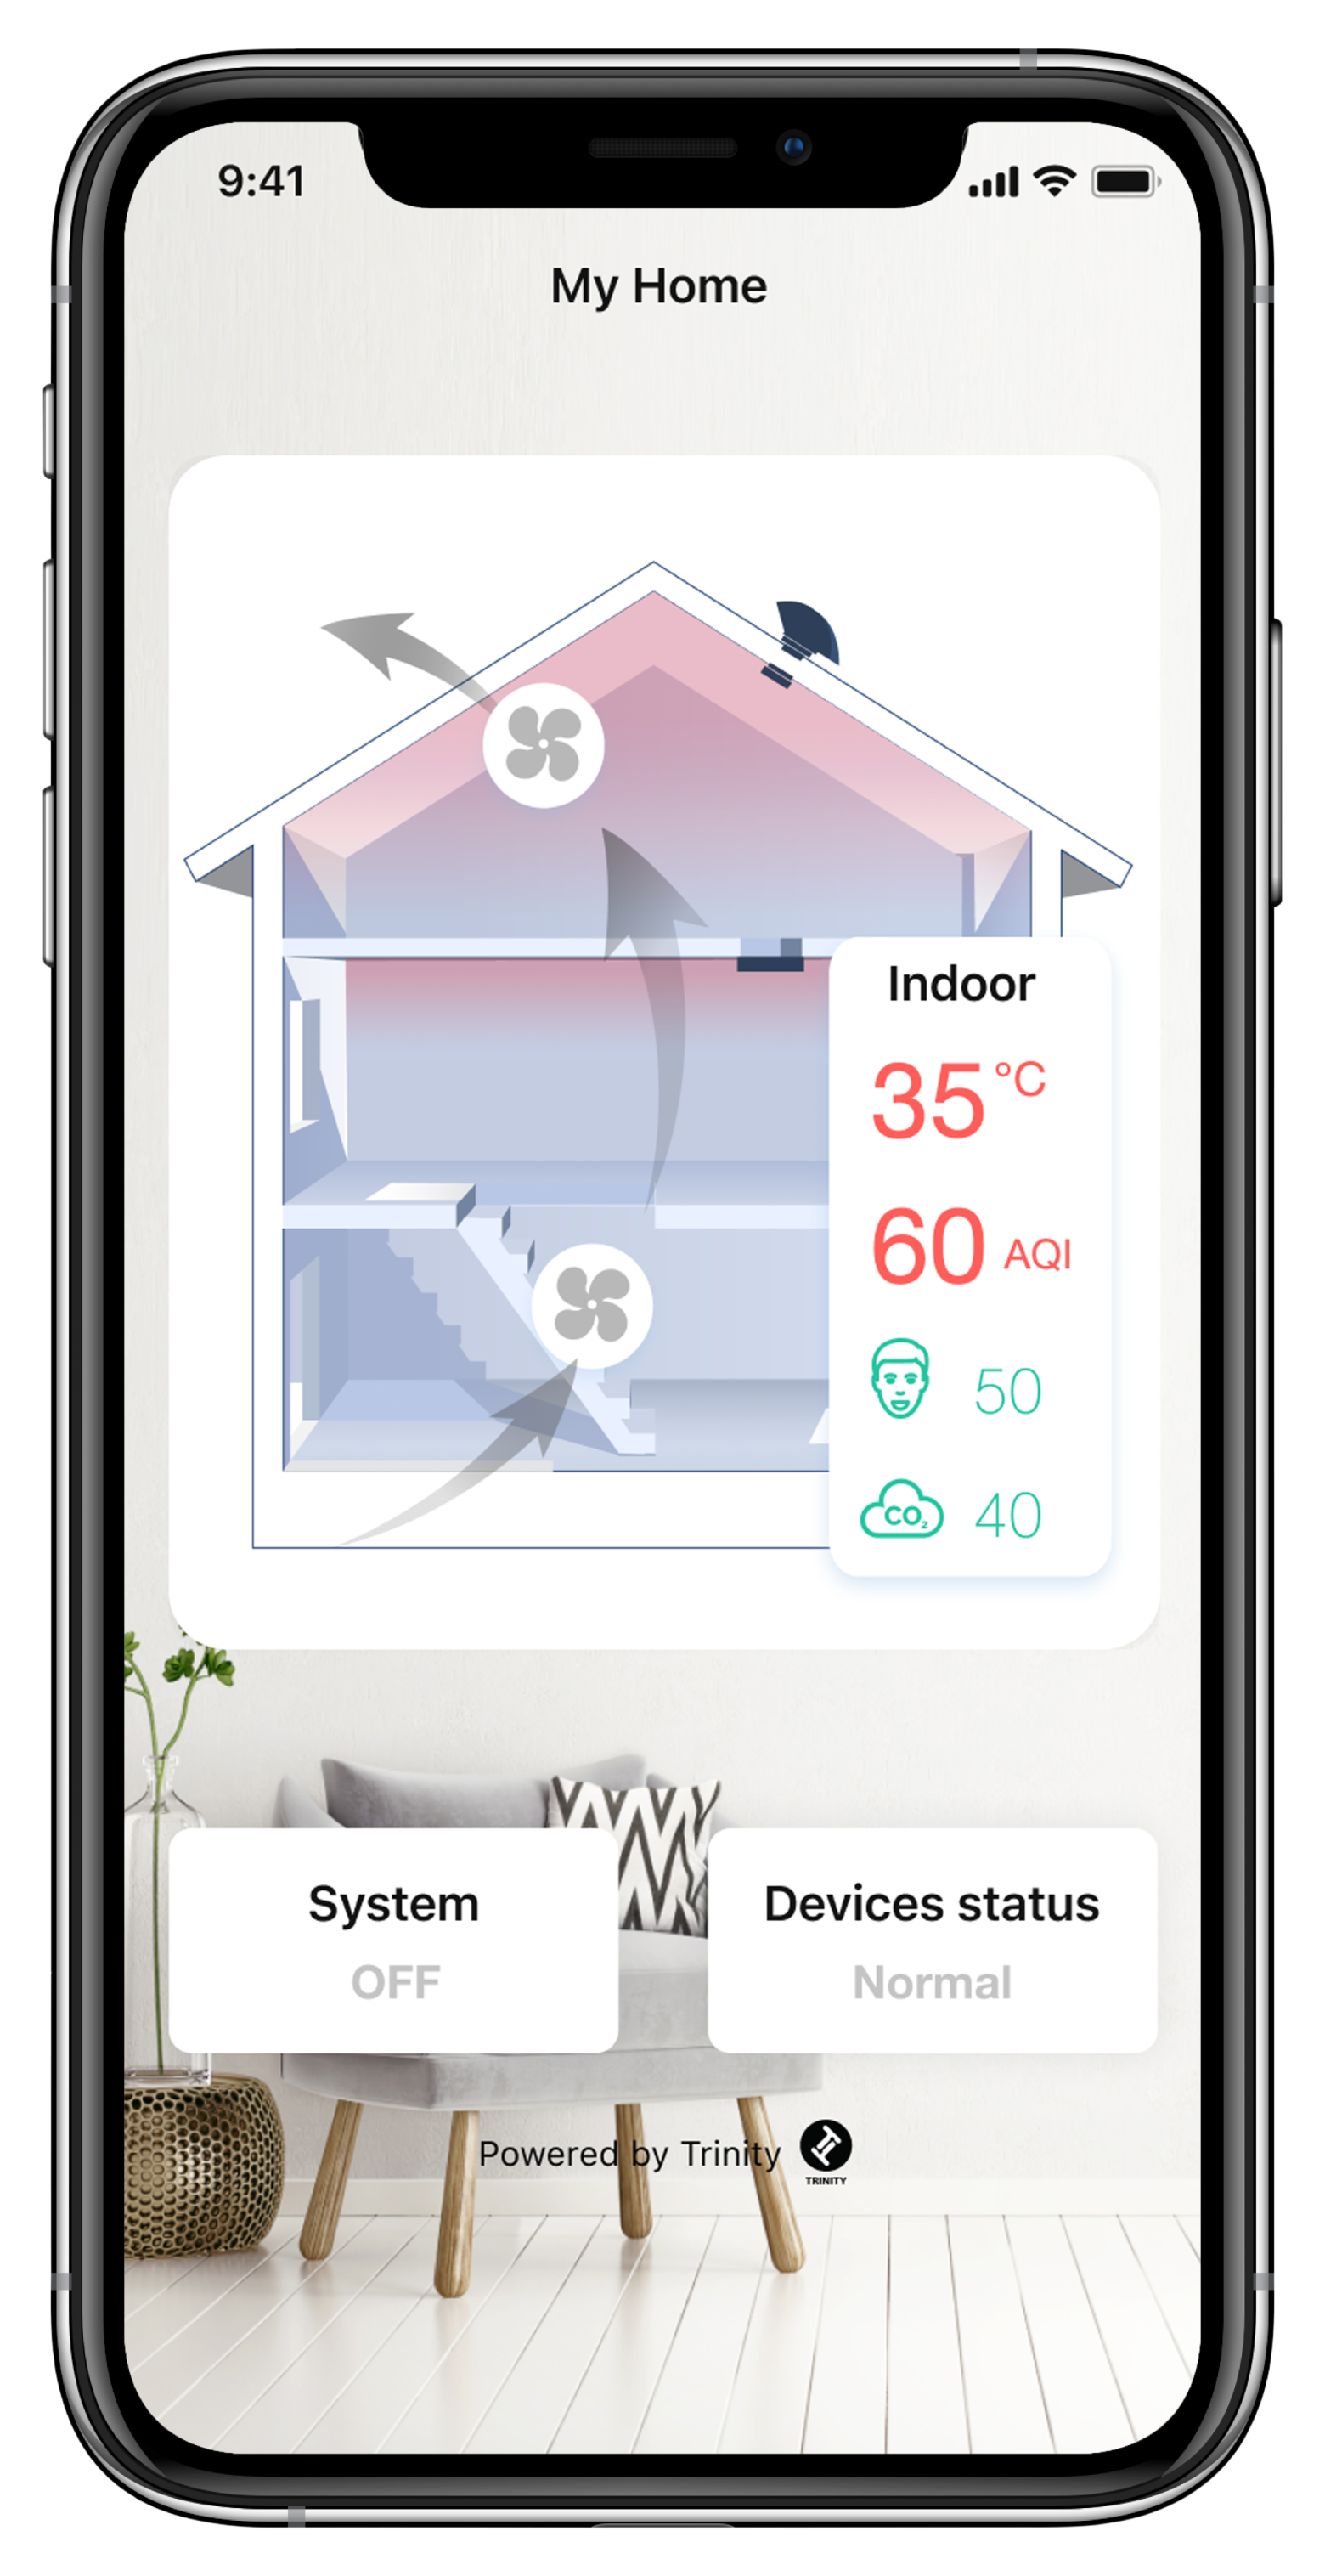 9:41
My Home
Indoor
35 °C
60 AQI
50
CO₂ 40
System
OFF
Devices status
Normal
Powered by Trinity
TRINITY